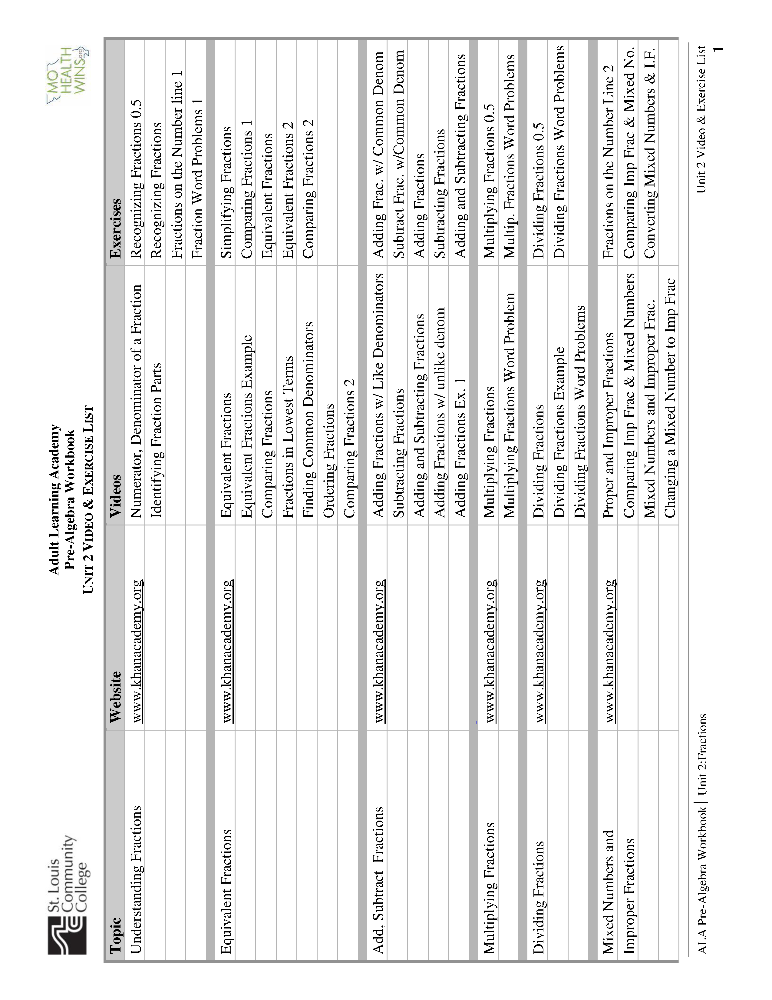 St. Louis
Community
College
Adult Learning Academy
Pre-Algebra Workbook
UNIT 2 VIDEO & EXERCISE LIST
MO
HEALTH
WINS.org
Topic Website Videos Exercises
Understanding Fractions www.khanacademy.org Numerator, Denominator of a Fraction Recognizing Fractions 0.5
Identifying Fraction Parts Recognizing Fractions
Fractions on the Number line 1
Fraction Word Problems 1
Equivalent Fractions www.khanacademy.org Equivalent Fractions Simplifying Fractions
Equivalent Fractions Example Comparing Fractions 1
Comparing Fractions Equivalent Fractions
Fractions in Lowest Terms Equivalent Fractions 2
Finding Common Denominators Comparing Fractions 2
Ordering Fractions
Comparing Fractions 2
Add, Subtract Fractions www.khanacademy.org Adding Fractions w/ Like Denominators Adding Frac. w/ Common Denom
Subtracting Fractions Subtract Frac. w/Common Denom
Adding and Subtracting Fractions Adding Fractions
Adding Fractions w/ unlike denom Subtracting Fractions
Adding Fractions Ex. 1 Adding and Subtracting Fractions
Multiplying Fractions www.khanacademy.org Multiplying Fractions Multiplying Fractions 0.5
Multiplying Fractions Word Problem Multip. Fractions Word Problems
Dividing Fractions www.khanacademy.org Dividing Fractions Dividing Fractions 0.5
Dividing Fractions Example Dividing Fractions Word Problems
Dividing Fractions Word Problems
Mixed Numbers and www.khanacademy.org Proper and Improper Fractions Fractions on the Number Line 2
Improper Fractions Comparing Imp Frac & Mixed Numbers Comparing Imp Frac & Mixed No.
Mixed Numbers and Improper Frac. Converting Mixed Numbers & I.F.
Changing a Mixed Number to Imp Frac
ALA Pre-Algebra Workbook | Unit 2:Fractions Unit 2 Video & Exercise List
1